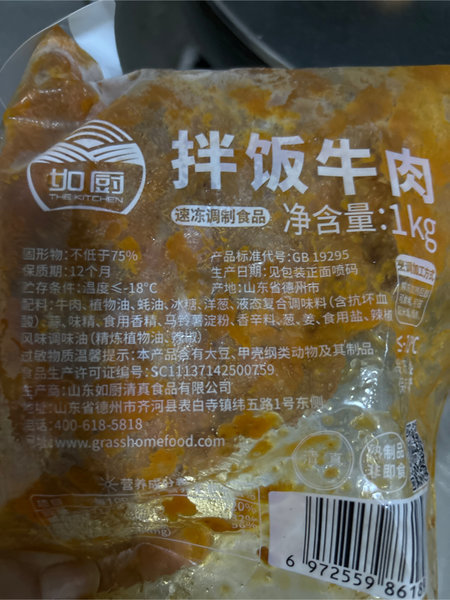 如厨
THE KITCHEN
拌饭牛肉
速冻调制食品
净含量:1kg
固形物:不低于75%
产品标准代号:GB 19295
保质期:12个月
生产日期:见包装正面喷码
贮存条件:温度≤-18℃
产地:山东省德州市
配料:牛肉、植物油、蚝油、冰糖、洋葱、液态复合调味料(含抗坏血
酸)、蒜、味精、食用香精、马铃薯淀粉、香辛料、葱、姜、食用盐、辣椒
风味调味油(精炼植物油、辣椒)
过敏物质温馨提示:本产品含有大豆、甲壳纲类动物及其制品
食品生产许可证编号:SC11137142500759
生产商:山东如厨清真食品有限公司
地址:山东省德州市齐河县表白寺镇纬五路1号东侧
电话:400-618-5818
www.grasshomefood.com
清真
热制品
非即食
营养成分表
6 972559 8618